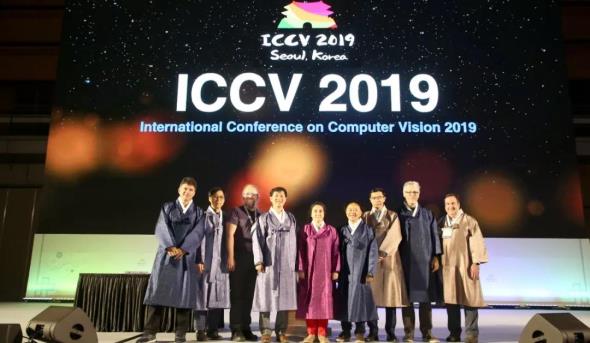 ICCV 2019
Seoul, Korea
ICCV 2019
International Conference on Computer Vision 2019